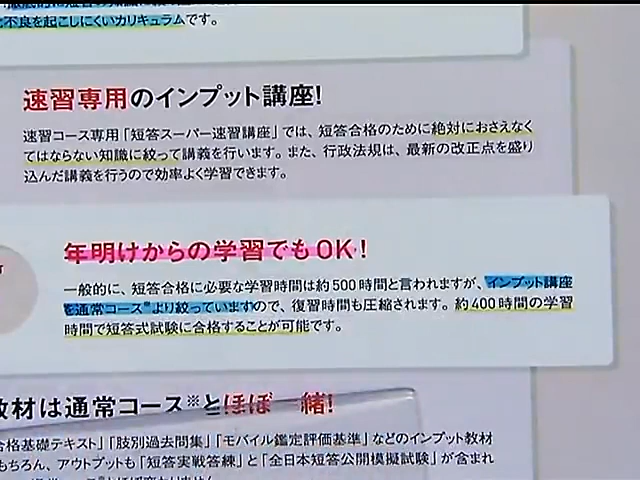 不良を起こしにくいカリキュラムです。
速習専用のインプット講座!
速習コース専用「短答スーパー速習講座」では、短答合格のために絶対におさえなく
てはならない知識に絞って講義を行います。また、行政法規は、最新の改正点を盛り
込んだ講義を行うので効率よく学習できます。
年明けからの学習でもOK!
一般的に、短答合格に必要な学習時間は約500時間と言われますが、インプット講座
を通常コース※より絞っていますので、復習時間も圧縮されます。約400時間の学習
時間で短答式試験に合格することが可能です。
教材は通常コース※とほぼ一緒!
合格基礎テキスト」「肢別過去問集」「モバイル鑑定評価基準」などのインプット教材
もちろん、アウトプットも「短答実戦答練」と「全日本短答公開模擬試験」が含まれ